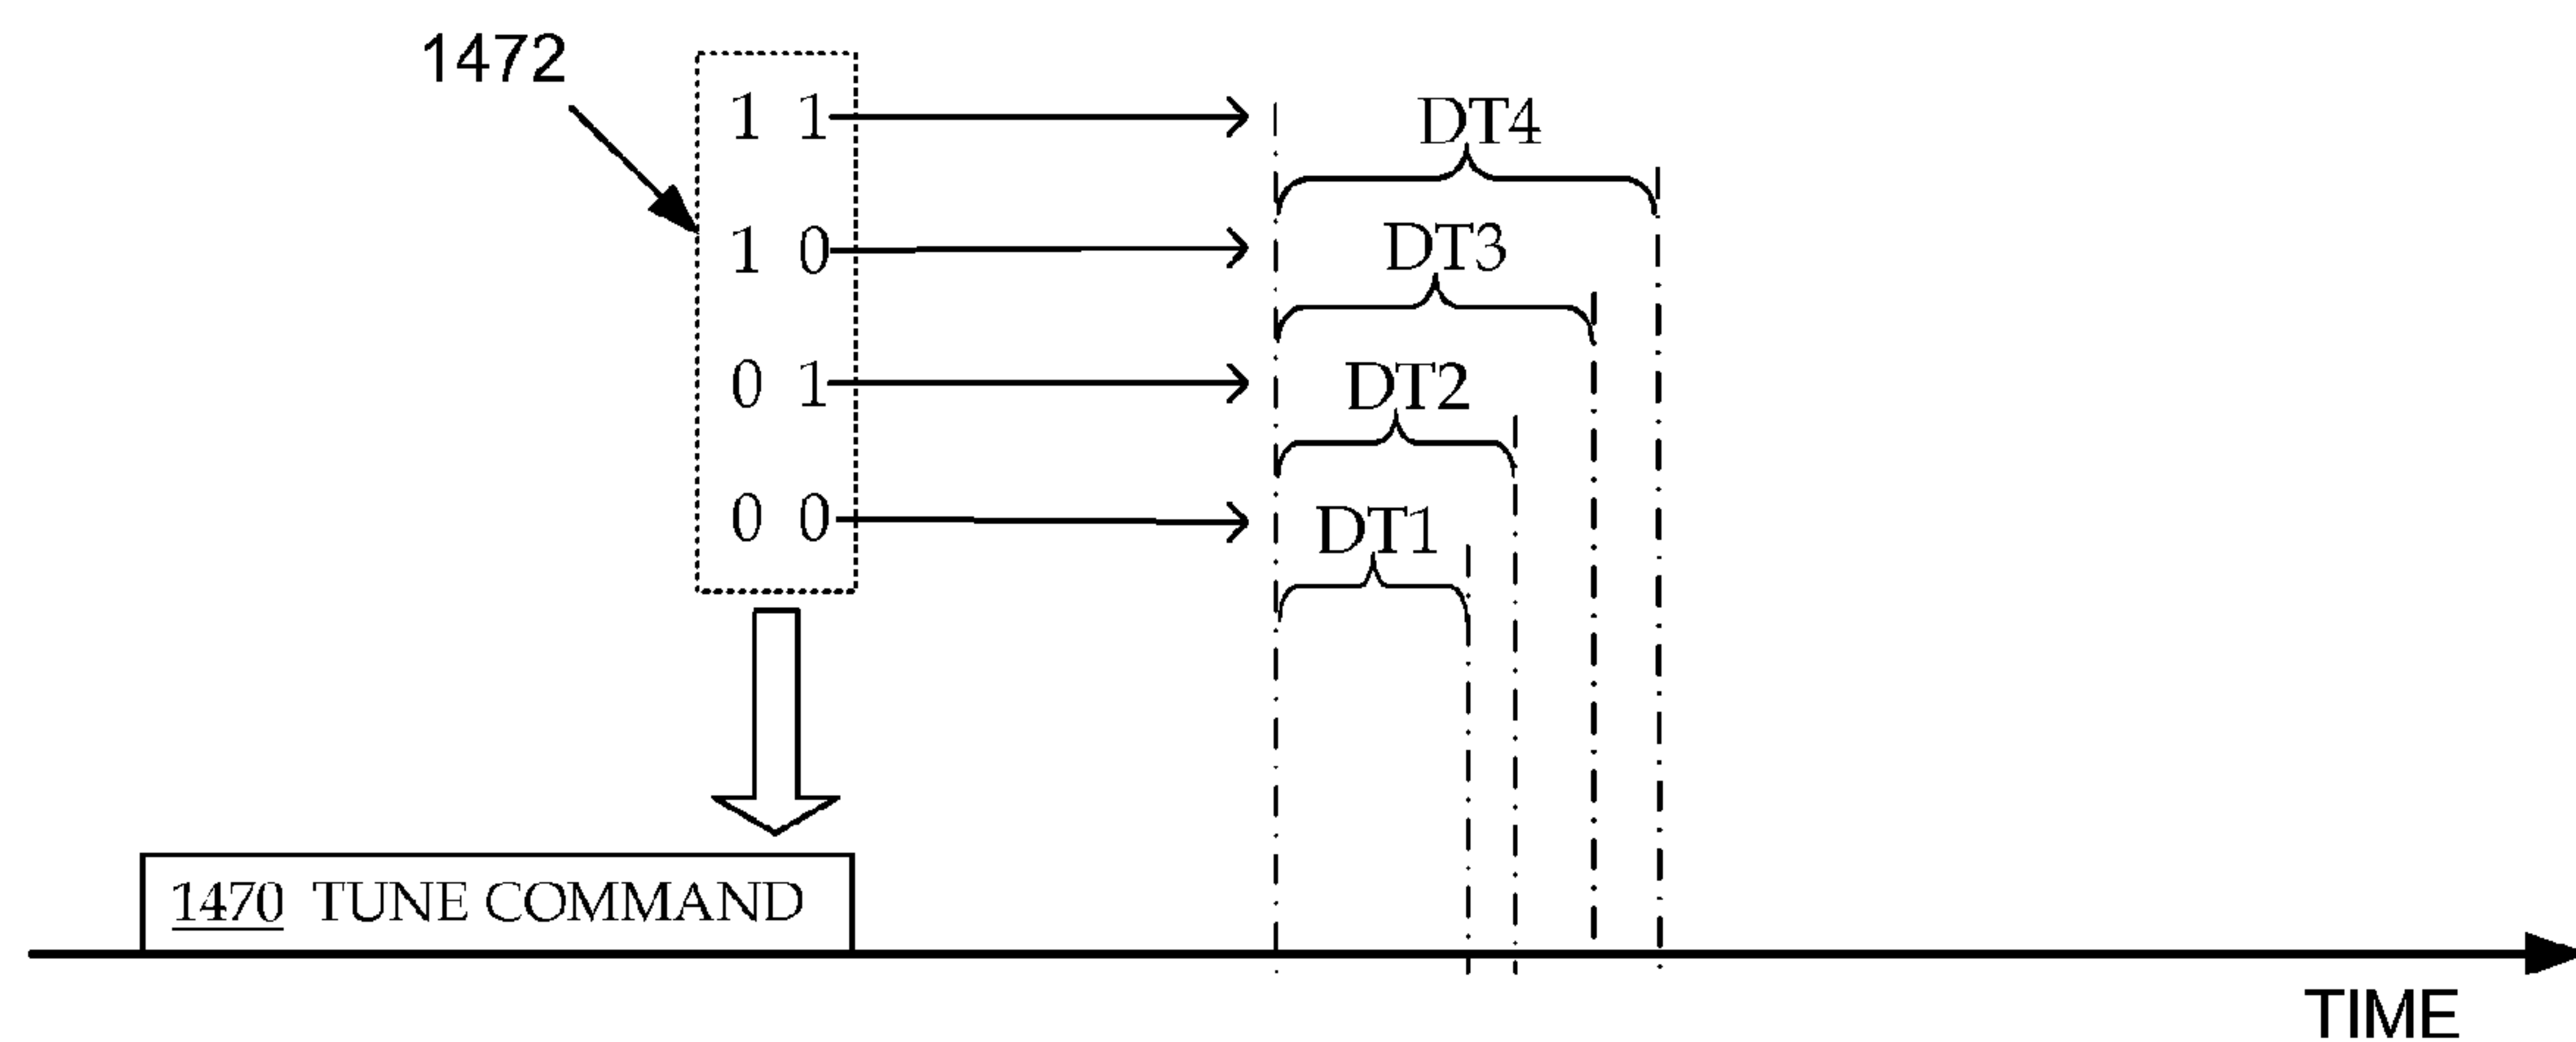 1472
1 1
DT4
1 0
DT3
0 1
DT2
0 0
DT1
1470 TUNE COMMAND
TIME